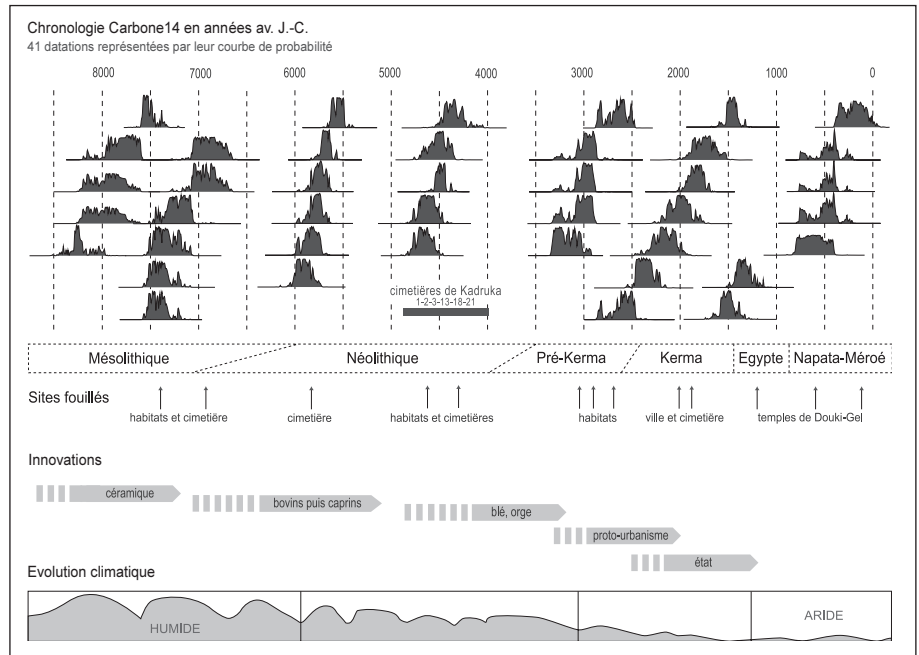 Chronologie Carbone14 en années av. J.-C.
41 datations représentées par leur courbe de probabilité
8000 7000 6000 5000 4000 3000 2000 1000 0
cimetières de Kadruka
1-2-3-13-18-21
Mésolithique Néolithique Pré-Kerma Kerma Egypte Napata-Méroé
Sites fouillés
habitats et cimetière cimetière habitats et cimetières habitats ville et cimetière temples de Douki-Gel
Innovations
céramique
bovins puis caprins
blé, orge
proto-urbanisme
état
Evolution climatique
HUMIDE ARIDE